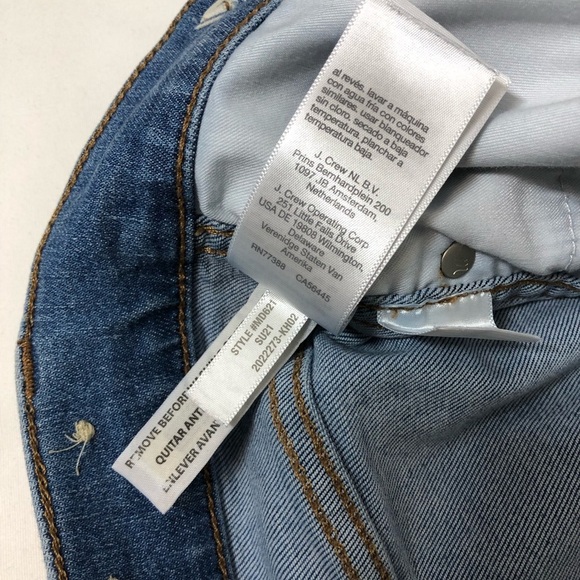 al revés. lavar a máquina
con agua fría con colores
similares. usar blanqueador
sin cloro. secado a baja
temperatura. planchar a
temperatura baja.
J. Crew NL B.V.
Prins Bernhardplein 200
1097 JB Amsterdam,
Netherlands
J. Crew Operating Corp
251 Little Falls Drive
USA DE 19808 Wilmington,
Delaware
Verenidge Staten Van
Amerika
RN77388 CA56445
STYLE #MD621
SU21
2022273-KH02
REMOVE BEFORE
QUITAR ANT
ENLEVER AVAN